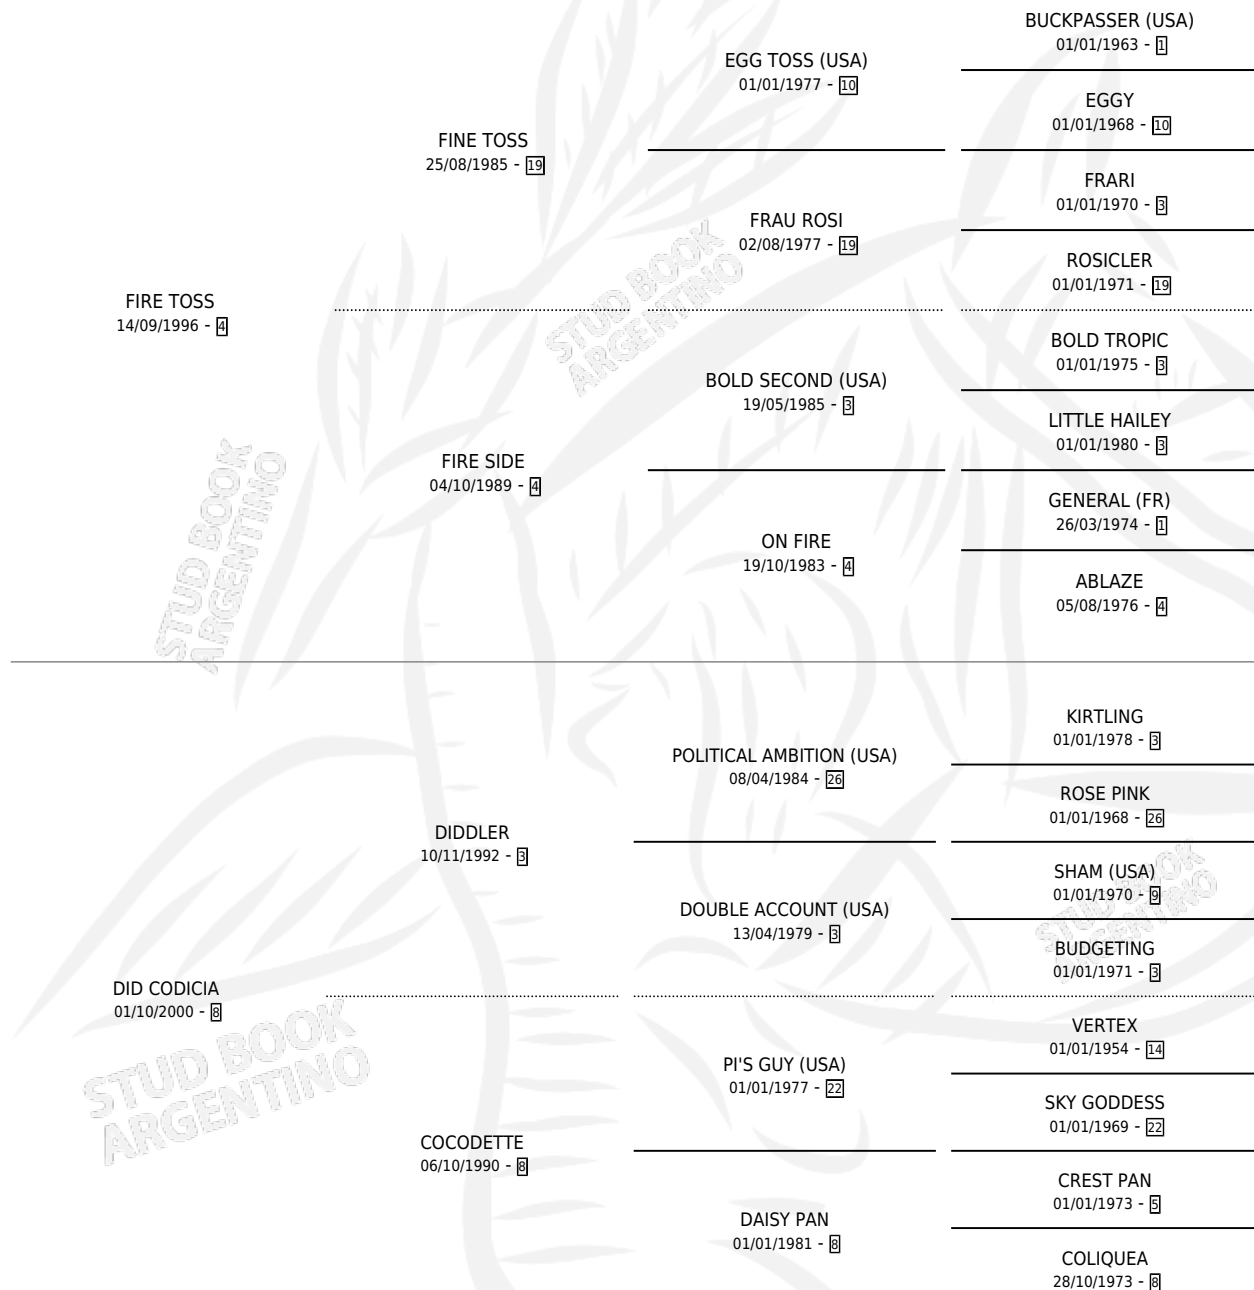 BUCKPASSER (USA)
01/01/1963 - 1
EGG TOSS (USA)
01/01/1977 - 10
EGGY
01/01/1968 - 10
FINE TOSS
25/08/1985 - 19
FRARI
01/01/1970 - 3
FRAU ROSI
02/08/1977 - 19
ROSICLER
01/01/1971 - 19
FIRE TOSS
14/09/1996 - 4
STUD BOOK
ARGENTINO
BOLD TROPIC
01/01/1975 - 3
BOLD SECOND (USA)
19/05/1985 - 3
LITTLE HAILEY
01/01/1980 - 3
FIRE SIDE
04/10/1989 - 4
GENERAL (FR)
26/03/1974 - 1
ON FIRE
19/10/1983 - 4
ABLAZE
05/08/1976 - 4
STUD BOOK
ARGENTINO
KIRTLING
01/01/1978 - 3
POLITICAL AMBITION (USA)
08/04/1984 - 26
ROSE PINK
01/01/1968 - 26
DIDDLER
10/11/1992 - 3
SHAM (USA)
01/01/1970 - 9
DOUBLE ACCOUNT (USA)
13/04/1979 - 3
STUD BOOK
ARGENTINO
BUDGETING
01/01/1971 - 3
DID CODICIA
01/10/2000 - 8
STUD BOOK
ARGENTINO
VERTEX
01/01/1954 - 14
PI'S GUY (USA)
01/01/1977 - 22
SKY GODDESS
01/01/1969 - 22
COCODETTE
06/10/1990 - 8
CREST PAN
01/01/1973 - 5
DAISY PAN
01/01/1981 - 8
COLIQUEA
28/10/1973 - 8